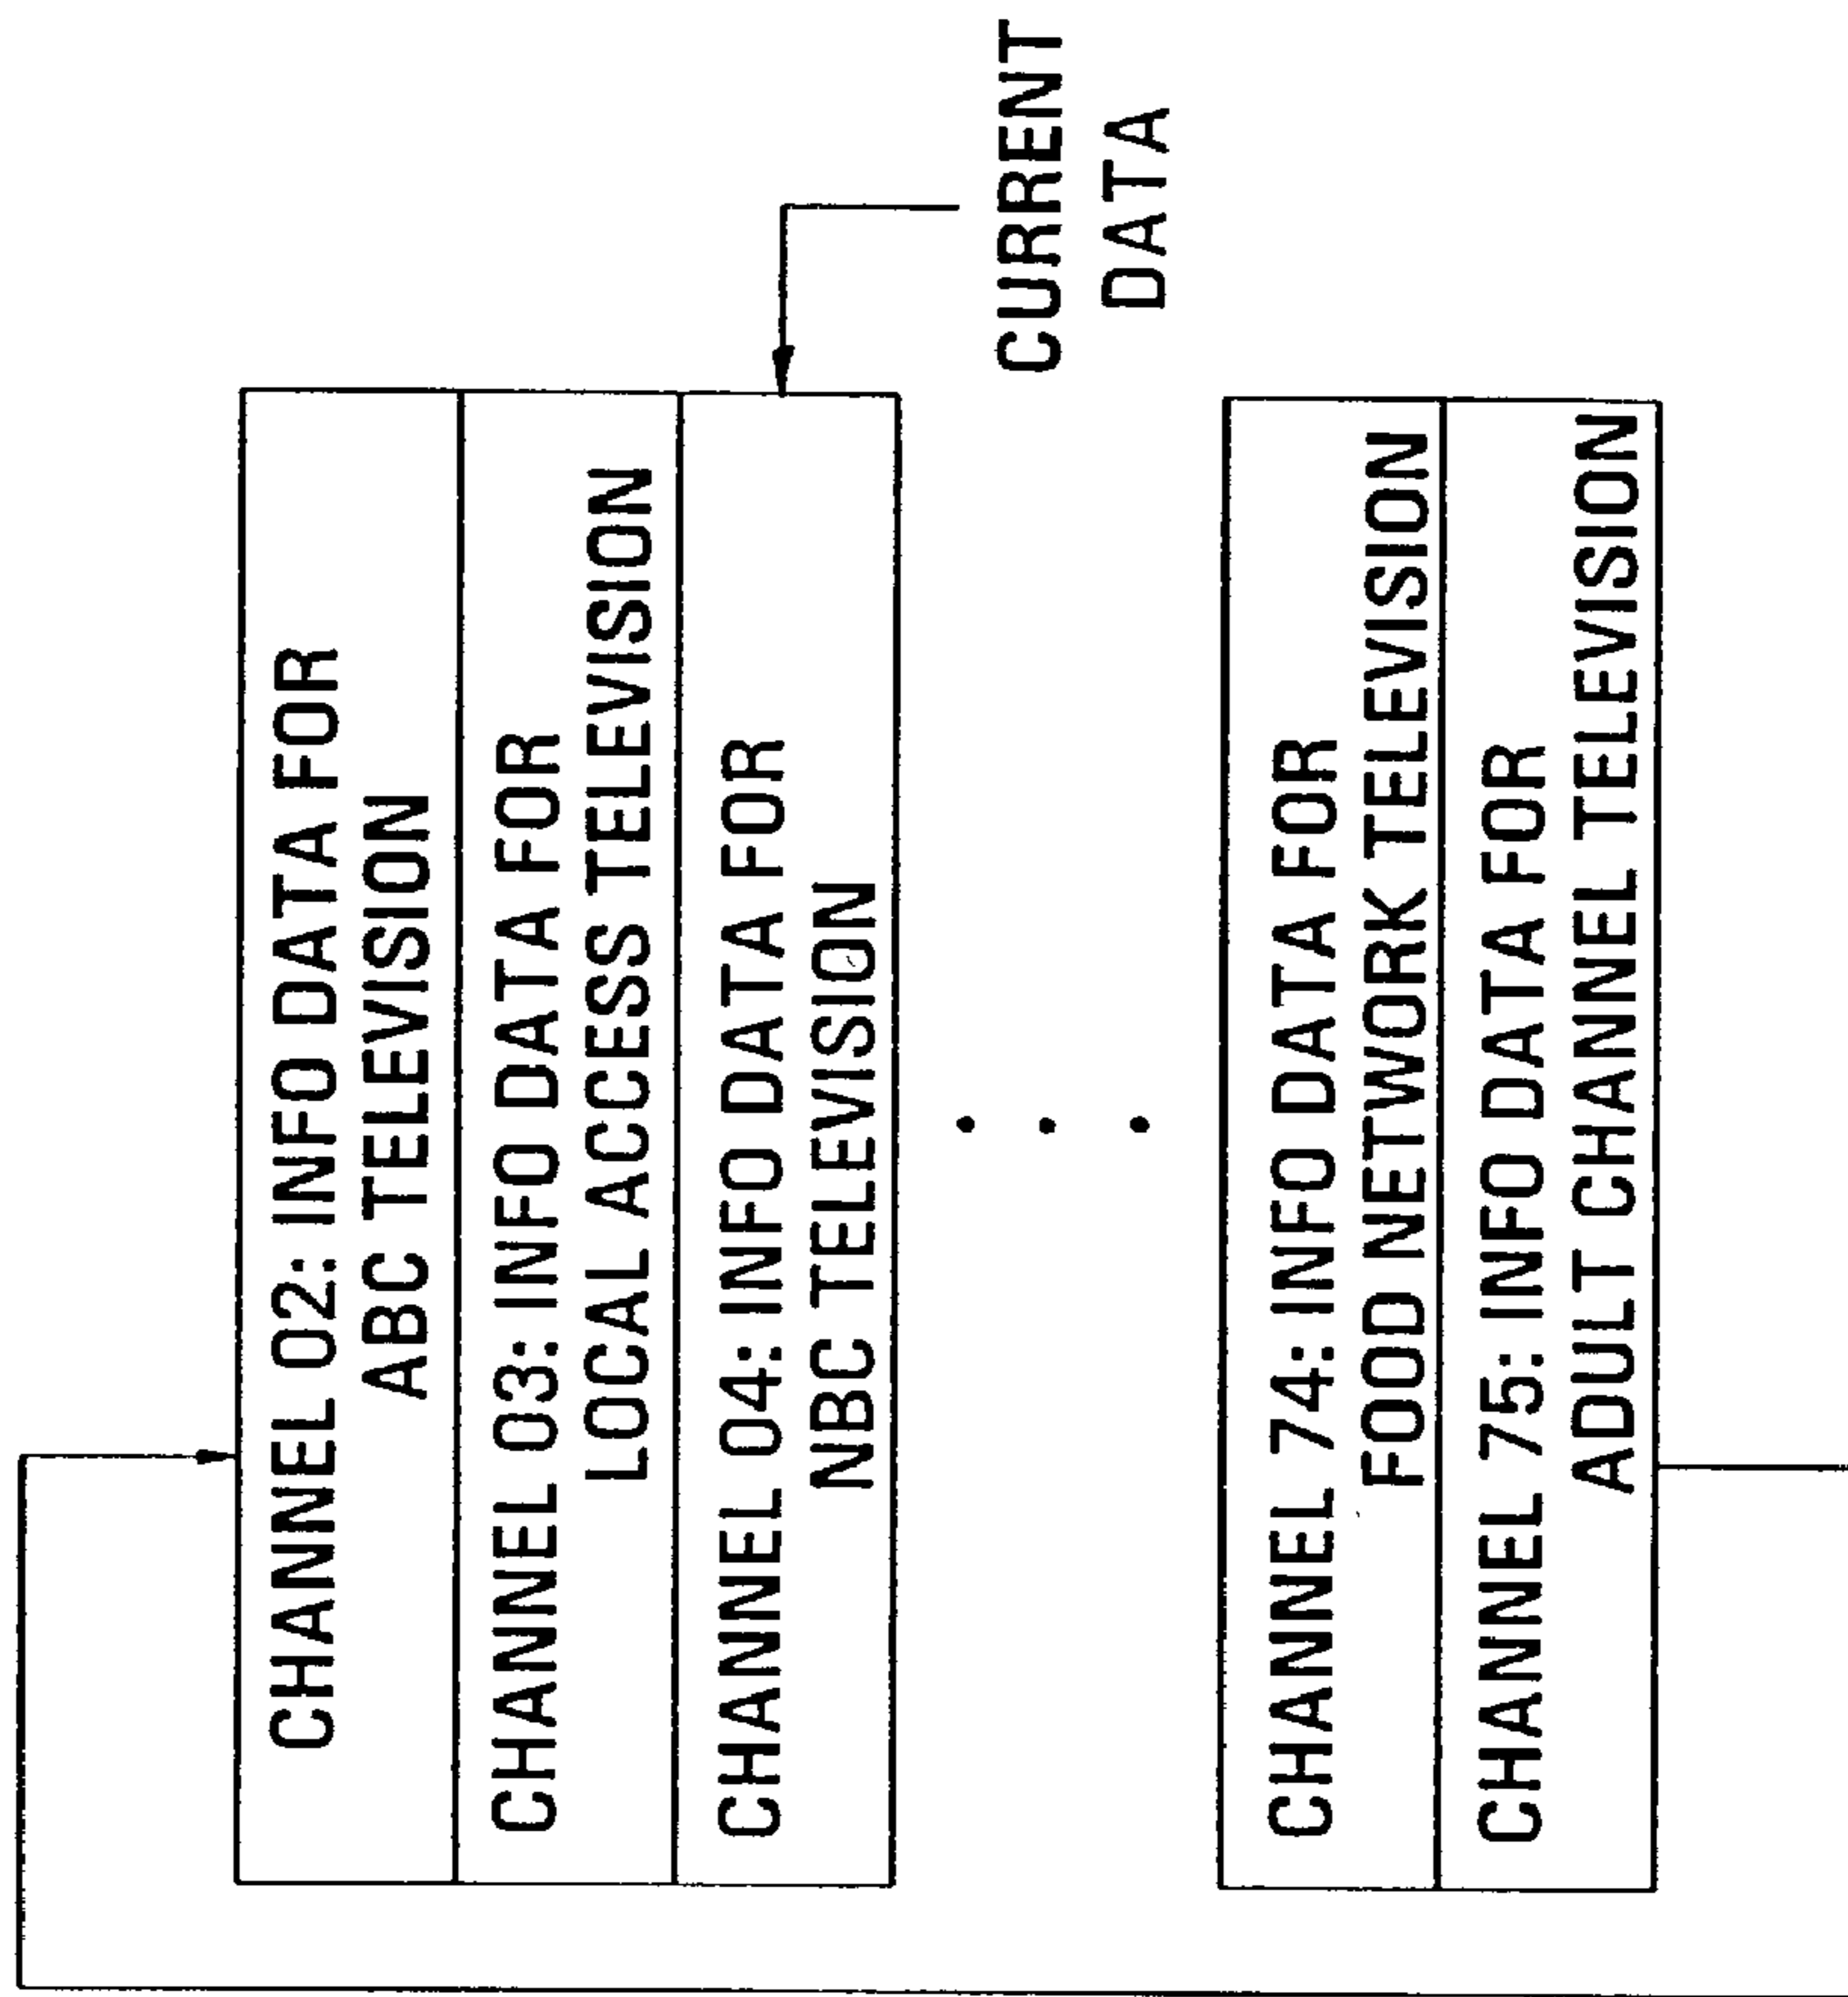 CHANNEL 02: INFO DATA FOR
ABC TELEVISION
CHANNEL 03: INFO DATA FOR
LOCAL ACCESS TELEVISION
CHANNEL 04: INFO DATA FOR
NBC TELEVISION
CURRENT
DATA
CHANNEL 74: INFO DATA FOR
FOOD NETWORK TELEVISION
CHANNEL 75: INFO DATA FOR
ADULT CHANNEL TELEVISION